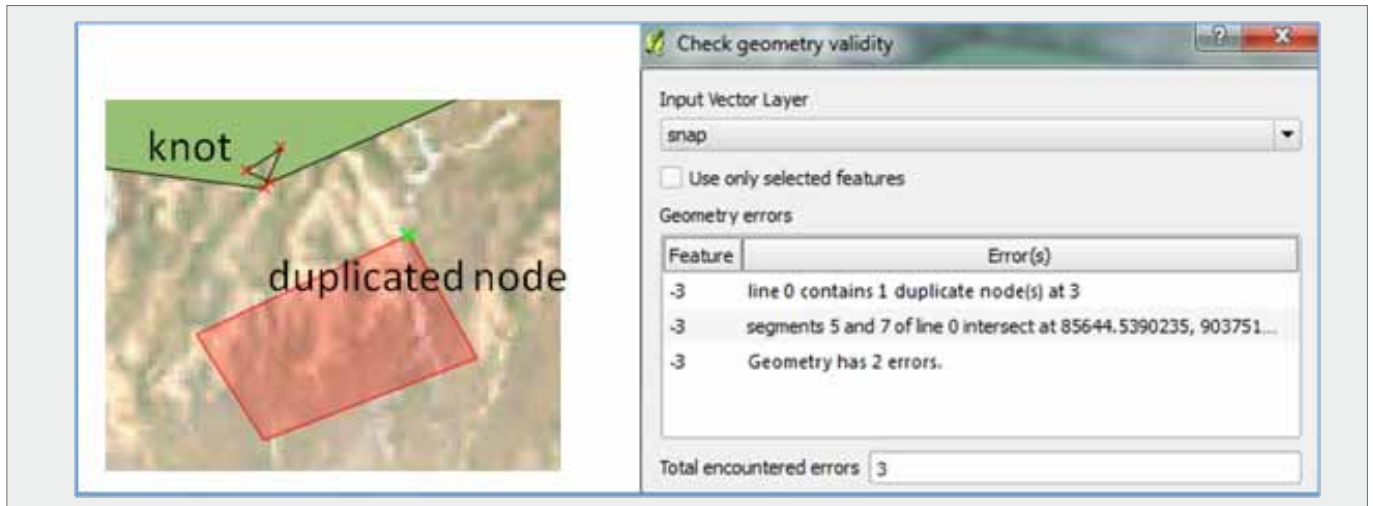 knot
duplicated node
Check geometry validity
Input Vector Layer
snap
Use only selected features
Geometry errors
Feature Error(s)
-3 line 0 contains 1 duplicate node(s) at 3
-3 segments 5 and 7 of line 0 intersect at 85644.5390235, 903751...
-3 Geometry has 2 errors.
Total encountered errors 3